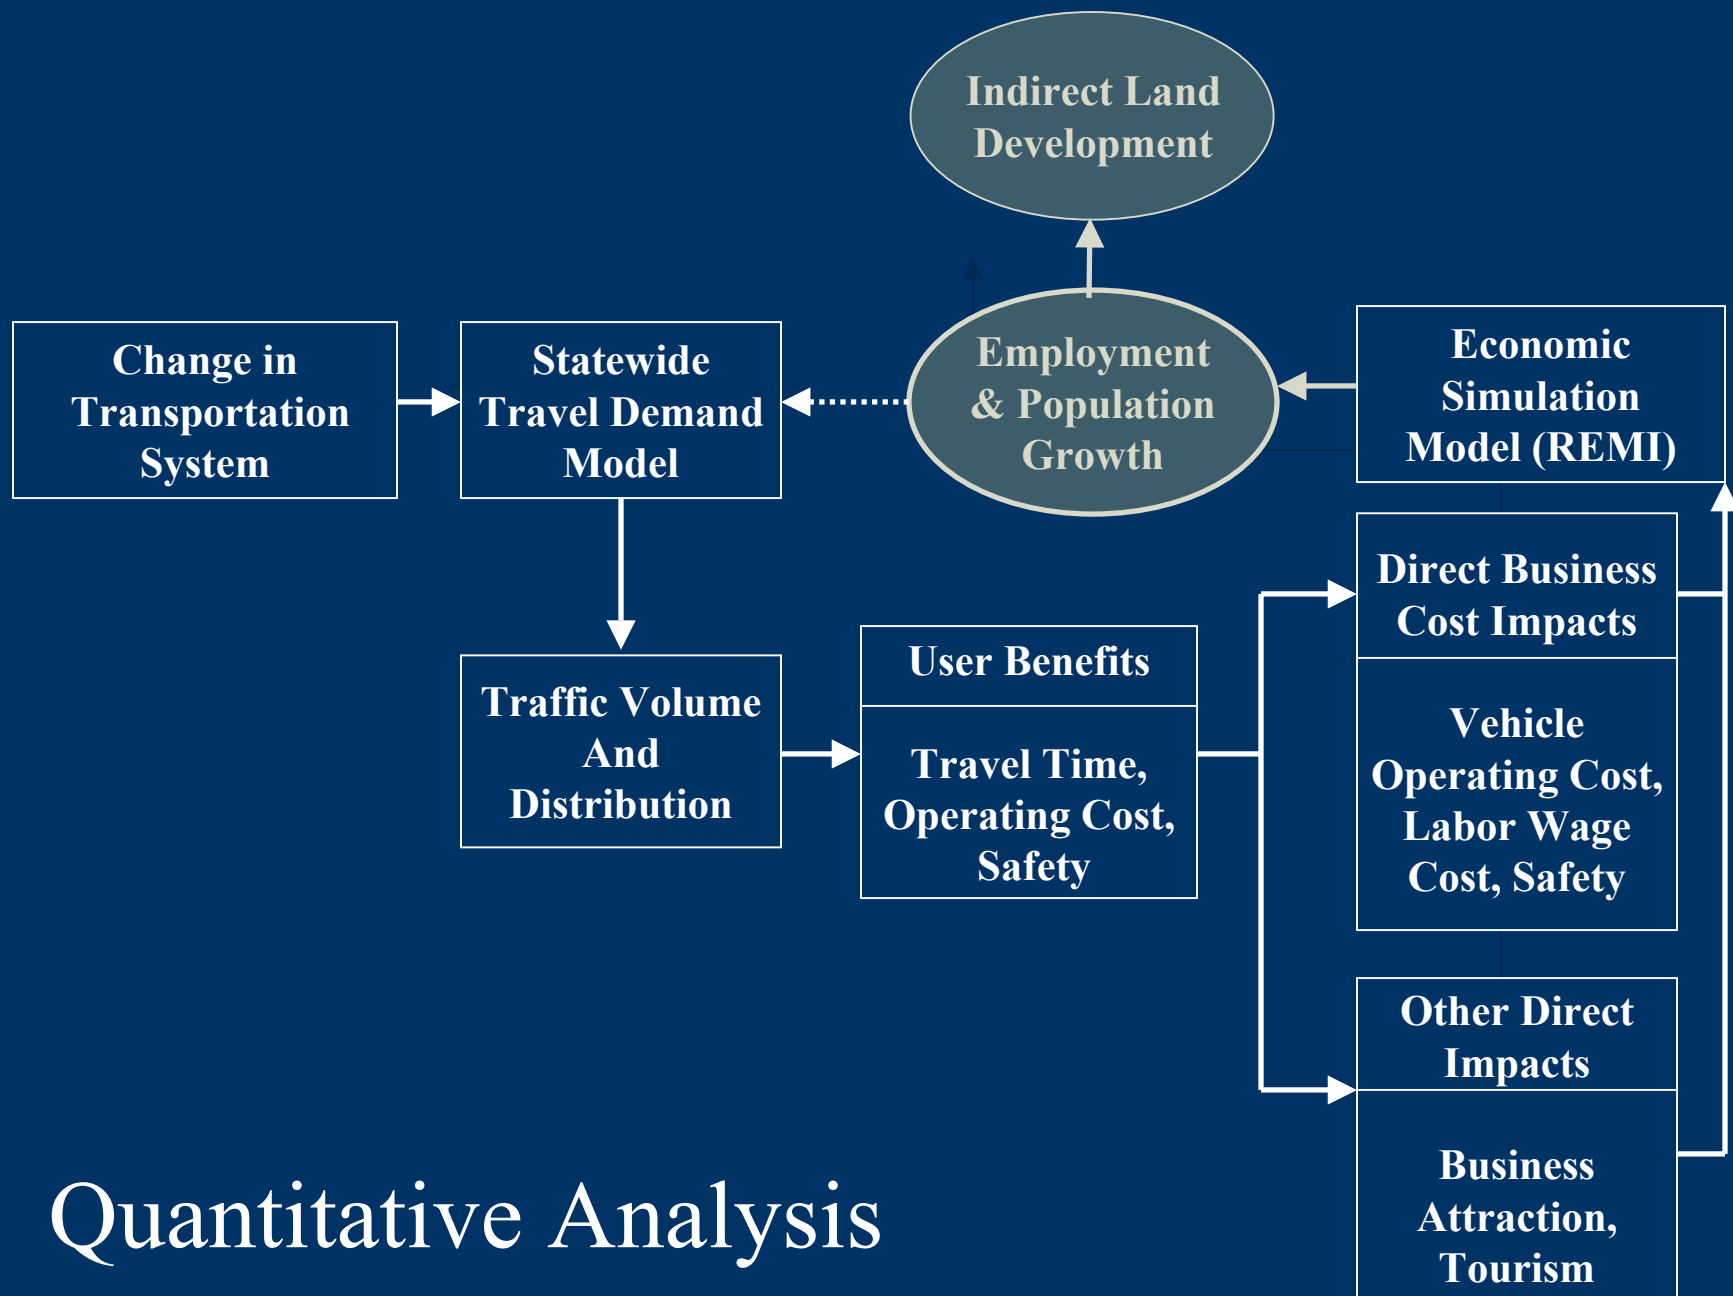 Indirect Land
Development
Change in
Transportation
System
Statewide
Travel Demand
Model
Employment
& Population
Growth
Economic
Simulation
Model (REMI)
Traffic Volume
And
Distribution
User Benefits
Travel Time,
Operating Cost,
Safety
Direct Business
Cost Impacts
Vehicle
Operating Cost,
Labor Wage
Cost, Safety
Other Direct
Impacts
Business
Attraction,
Tourism
Quantitative Analysis